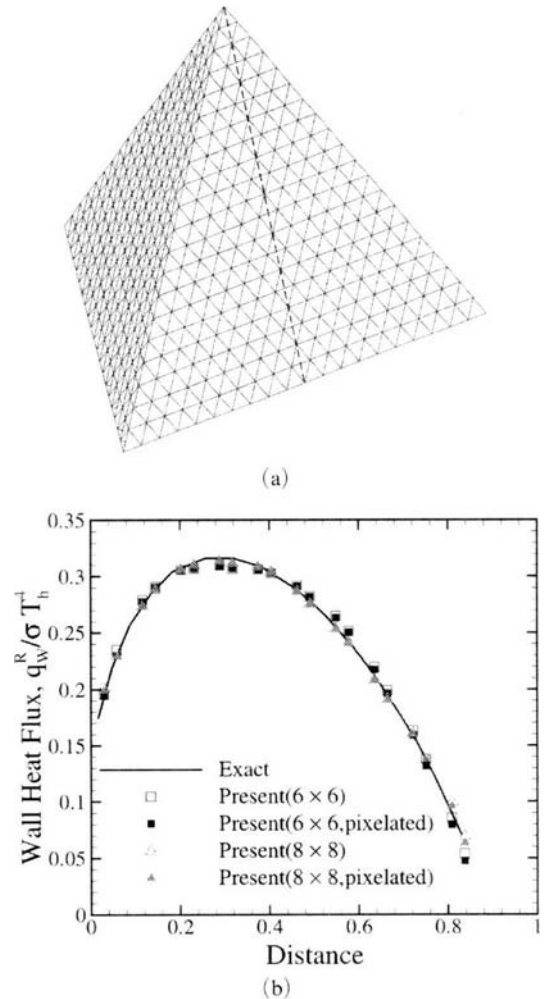 (a)
0.35
0.3
0.25
0.2
0.15
0.1
0.05
0
Wall Heat Flux, q_W^R/σ T_h^4
Exact
Present(6 × 6)
Present(6 × 6,pixelated)
Present(8 × 8)
Present(8 × 8,pixelated)
0 0.2 0.4 0.6 0.8 1
Distance
(b)